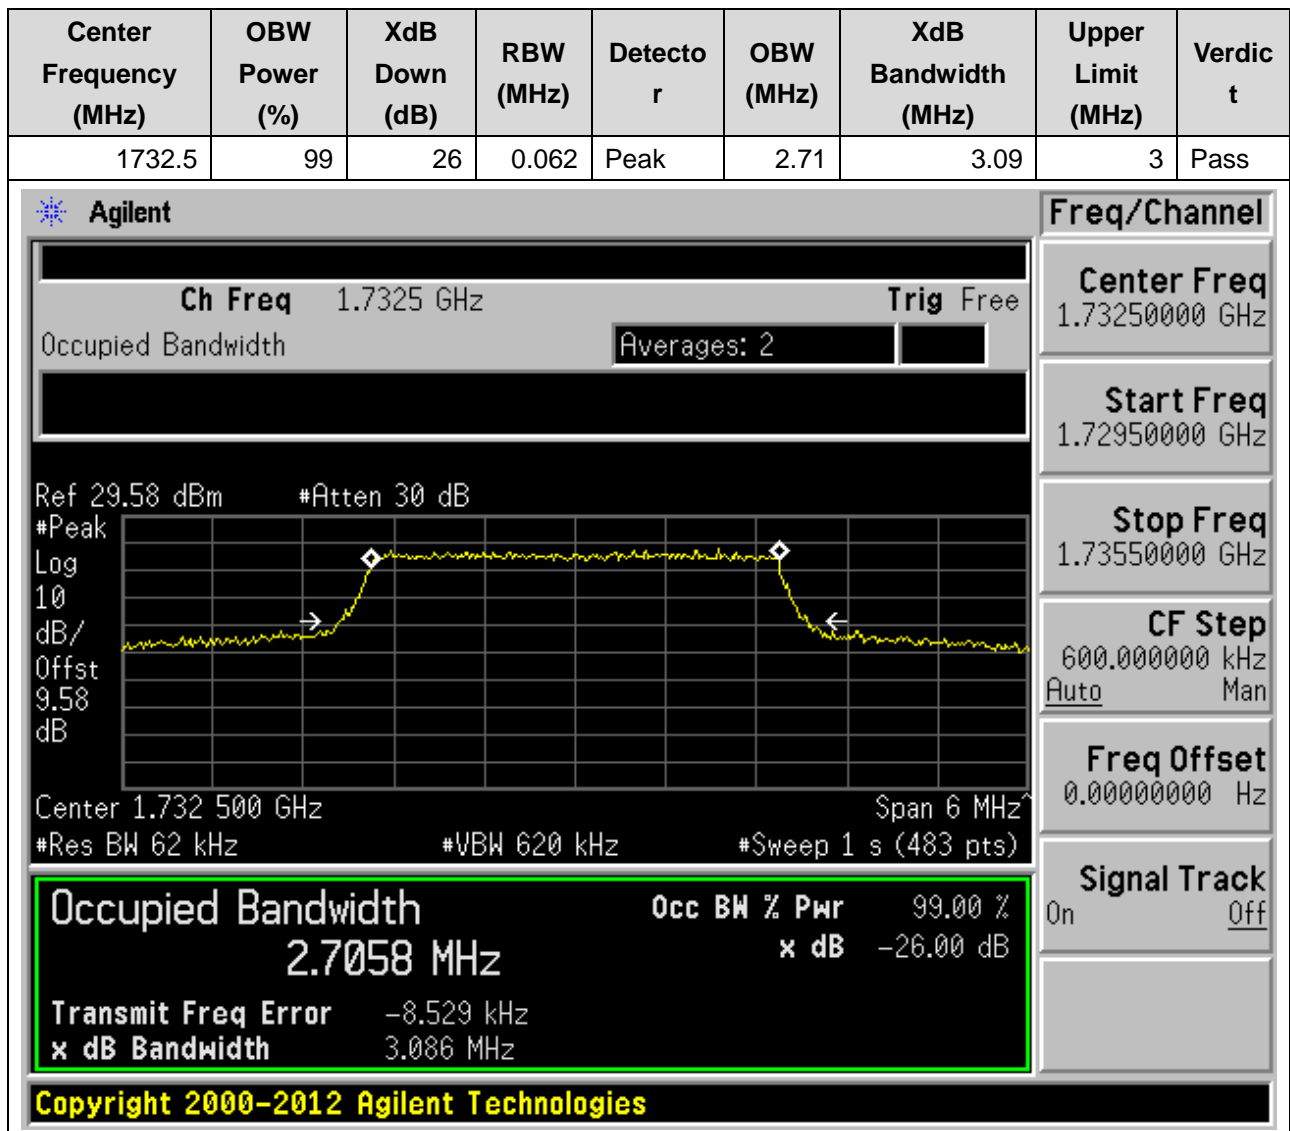 Center Frequency (MHz) OBW Power (%) XdB Down (dB) RBW (MHz) Detecto r OBW (MHz) XdB Bandwidth (MHz) Upper Limit (MHz) Verdic t
1732.5 99 26 0.062 Peak 2.71 3.09 3 Pass
Agilent
Freq/Channel
Ch Freq 1.7325 GHz Trig Free
Occupied Bandwidth Averages: 2
Center Freq
1.73250000 GHz
Start Freq
1.72950000 GHz
Stop Freq
1.73550000 GHz
CF Step
600.000000 kHz
Auto Man
Freq Offset
0.00000000 Hz
Signal Track
On Off
Ref 29.58 dBm #Atten 30 dB
#Peak
Log
10
dB/
Offst
9.58
dB
Center 1.732 500 GHz Span 6 MHz^
#Res BW 62 kHz #VBW 620 kHz #Sweep 1 s (483 pts)
Occupied Bandwidth
2.7058 MHz
Occ BW % Pwr 99.00 %
x dB -26.00 dB
Transmit Freq Error -8.529 kHz
x dB Bandwidth 3.086 MHz
Copyright 2000-2012 Agilent Technologies